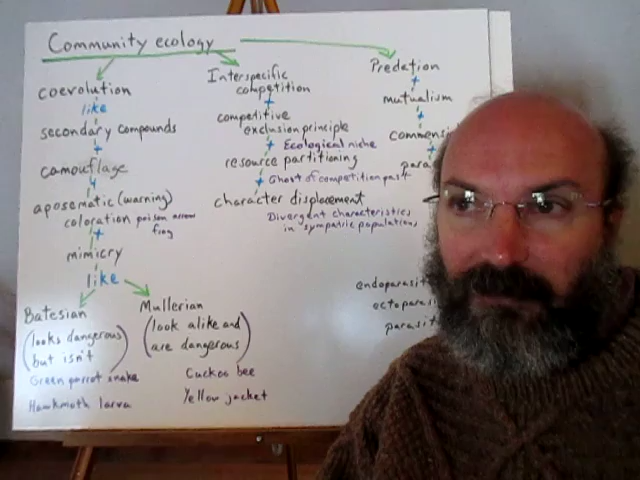 Community ecology
coevolution
like
secondary compounds
+
camouflage
+
aposematic (warning)
coloration poison arrow
frog
+
mimicry
like
Batesian
(looks dangerous
but isn't)
Green parrot snake
Hawkmoth larva
Mullerian
(look alike and
are dangerous)
Cuckoo bee
Yellow jacket
Interspecific
competition
+
competitive
exclusion principle
+ Ecological niche
resource partitioning
+ Ghost of competition past
character displacement
Divergent characteristics
in sympatric populations
Predation
+
mutualism
+
commens
+
para
endoparasit
ectoparasi
parasit